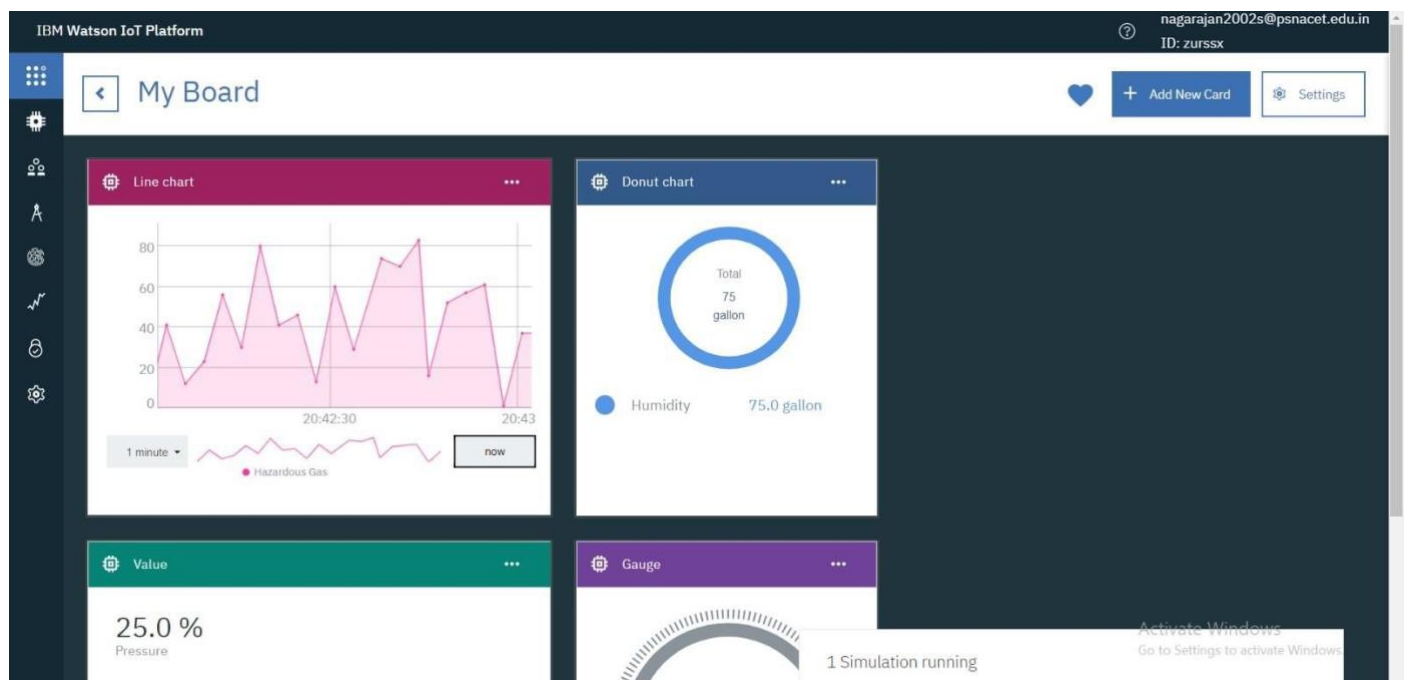 IBM Watson IoT Platform
nagarajan2002s@psnacet.edu.in
ID: zurssx
My Board
+ Add New Card
Settings
Line chart
80
60
40
20
0
20:42:30
20:43
1 minute
now
Hazardous Gas
Donut chart
Total
75
gallon
Humidity 75.0 gallon
Value
25.0 %
Pressure
Gauge
1 Simulation running
Activate Windows
Go to Settings to activate Windows.